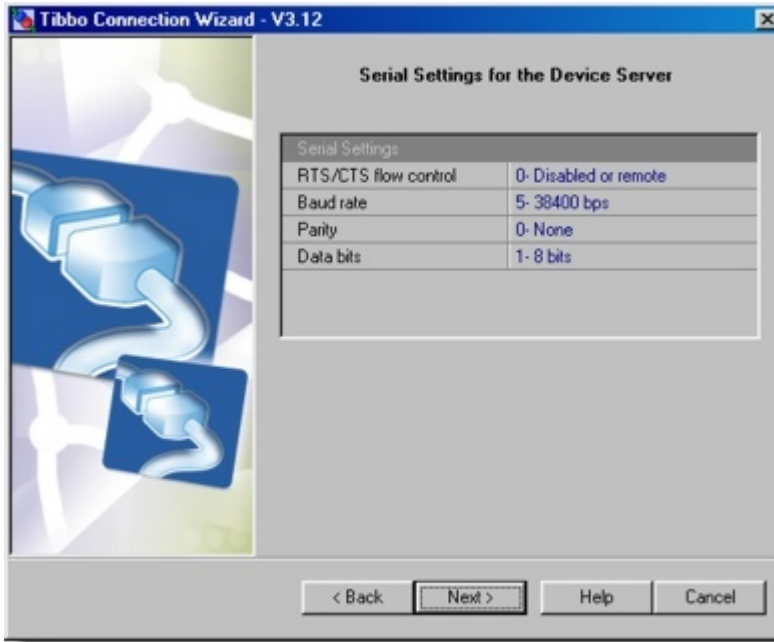 Tibbo Connection Wizard - V3.12
Serial Settings for the Device Server
Serial Settings
RTS/CTS flow control 0- Disabled or remote
Baud rate 5- 38400 bps
Parity 0- None
Data bits 1- 8 bits
< Back Next > Help Cancel